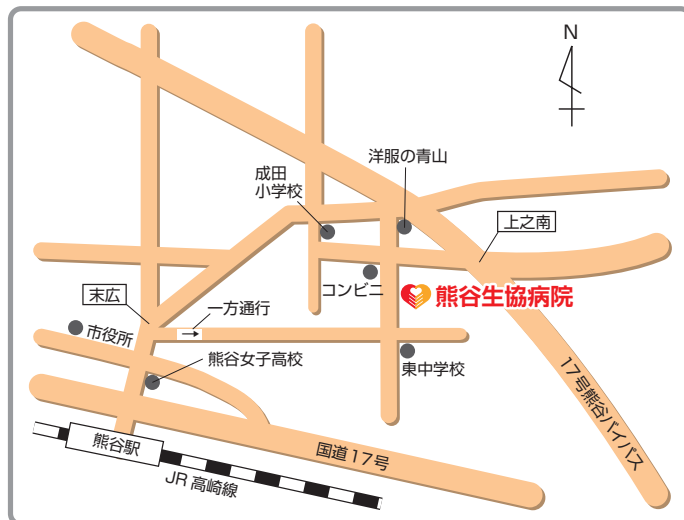 N
洋服の青山
成田
小学校
上之南
コンビニ
熊谷生協病院
末広
一方通行
→
市役所
熊谷女子高校
東中学校
17号熊谷バイパス
国道17号
熊谷駅
JR高崎線